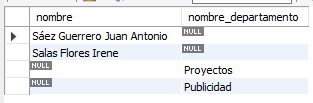 nombre nombre_departamento
Sáez Guerrero Juan Antonio NULL
Salas Flores Irene NULL
NULL Proyectos
NULL Publicidad